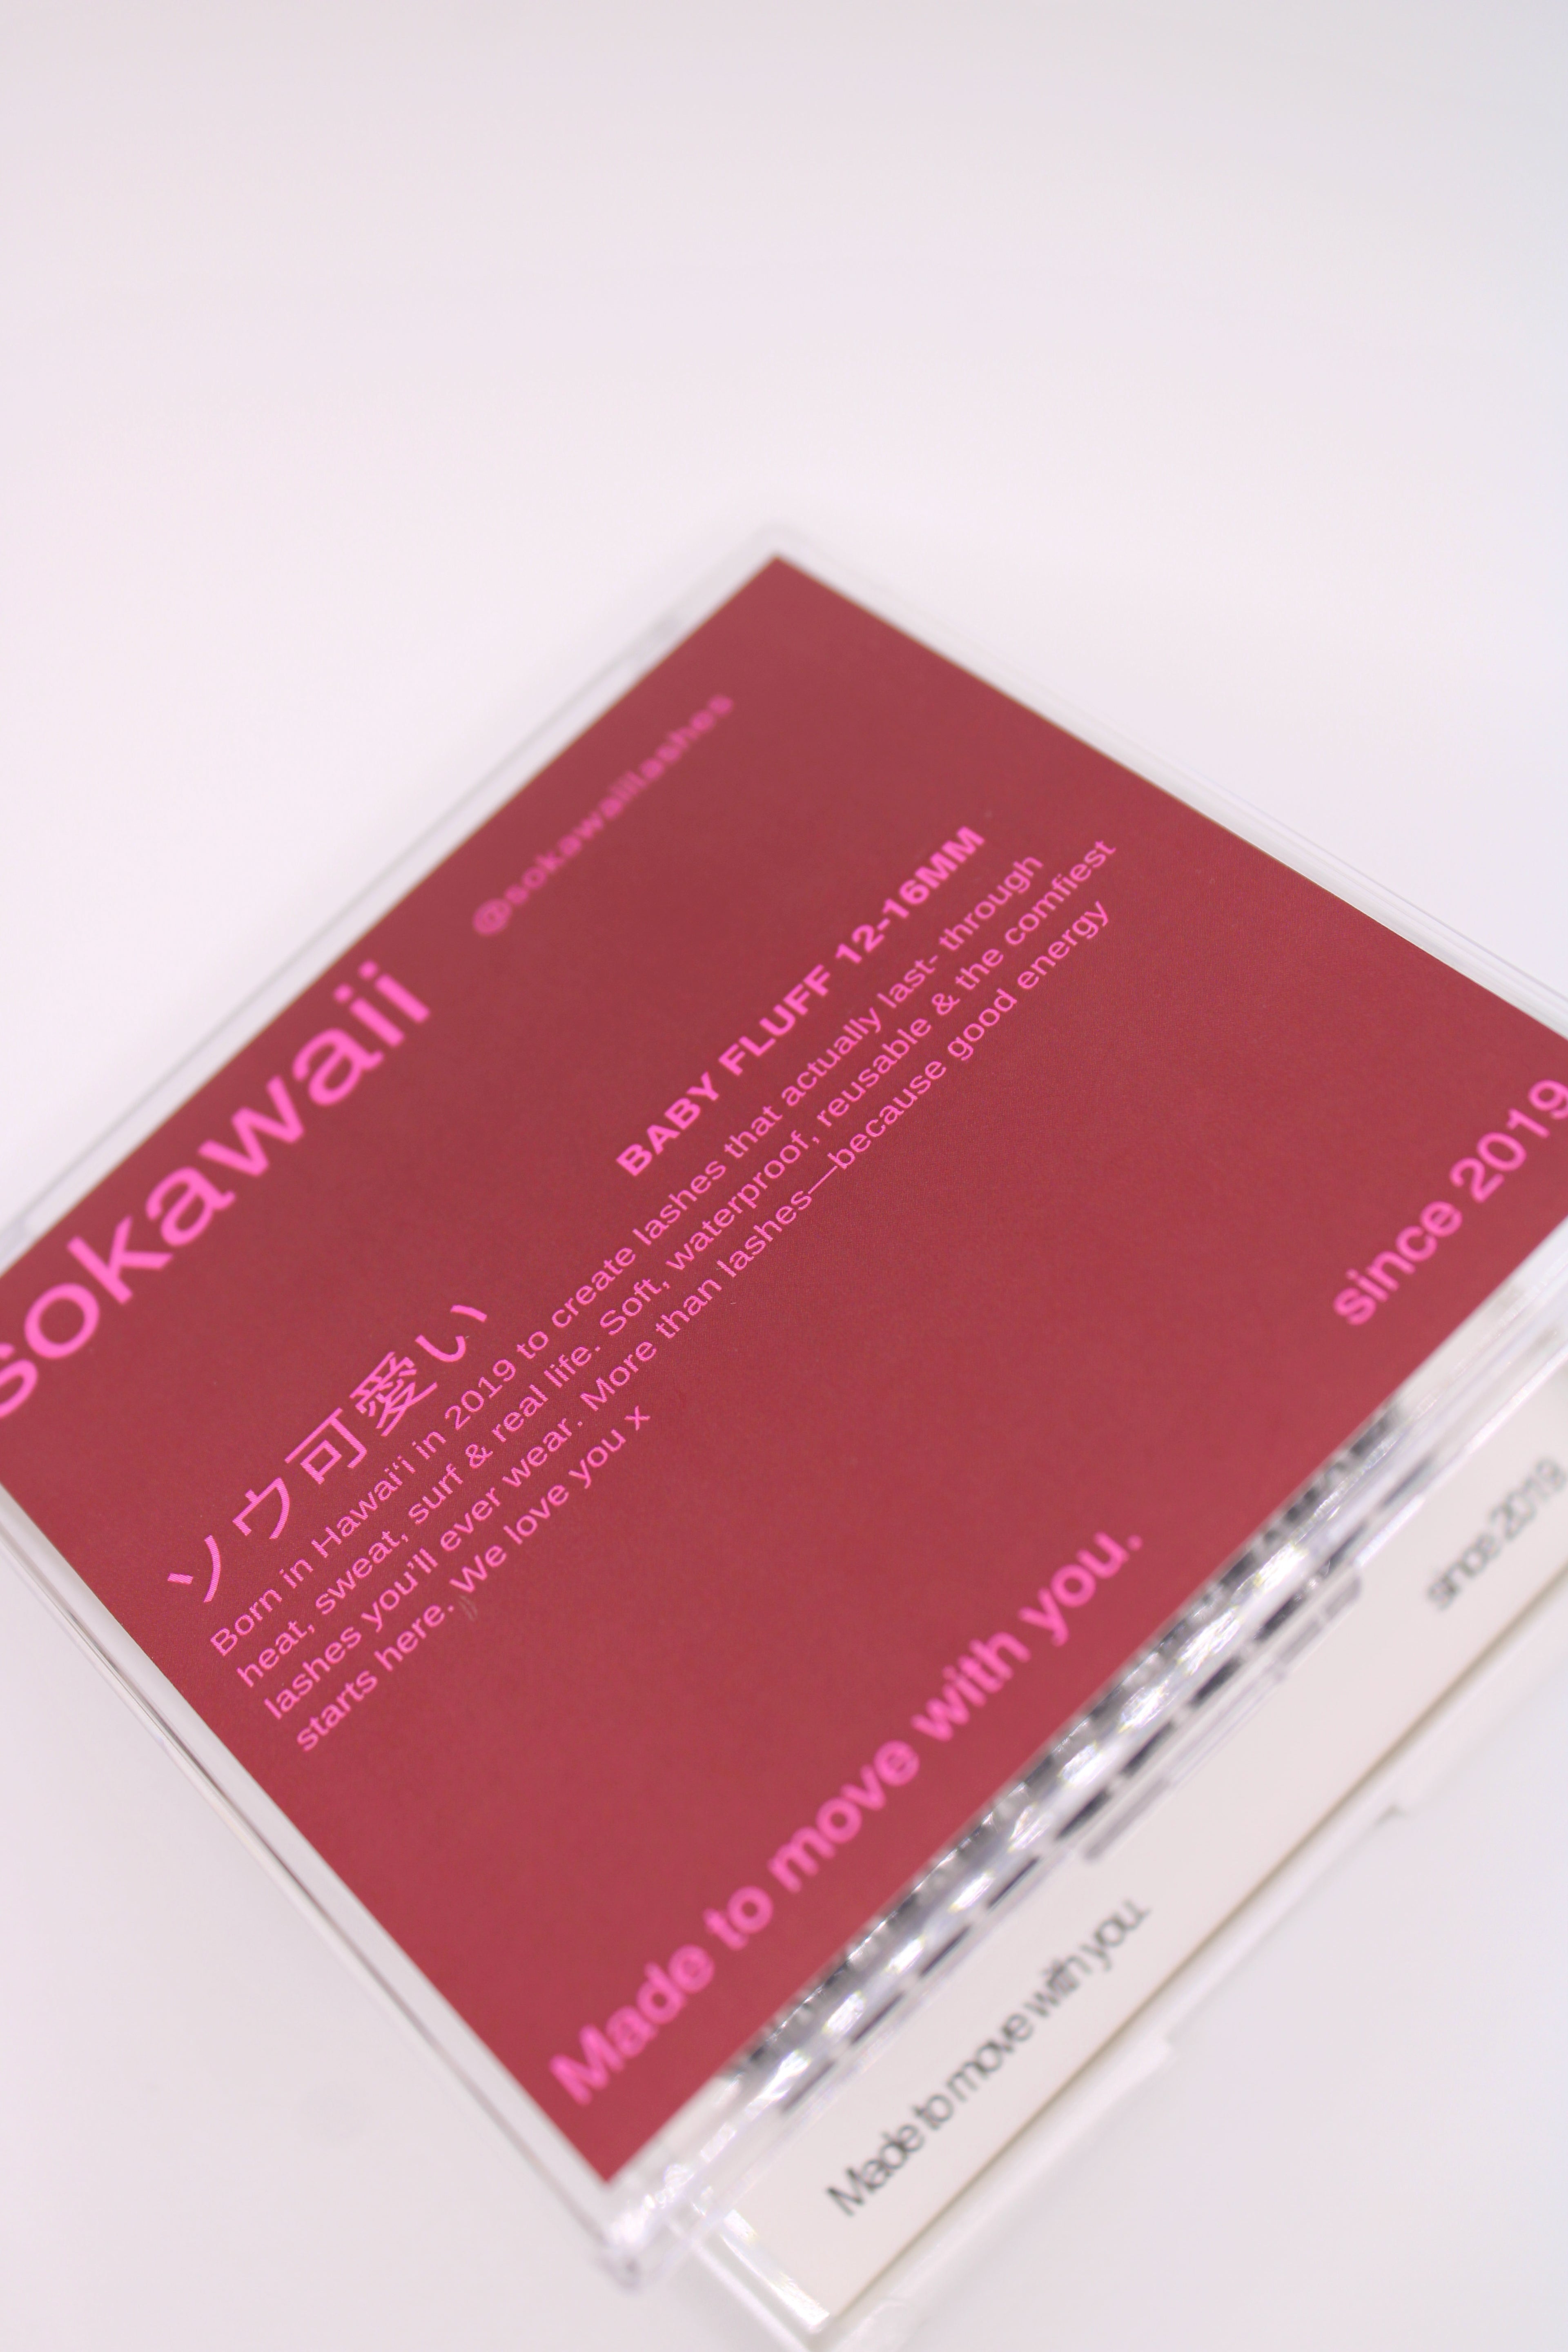 sokawaii
@sokawaiilashes
ソウ可愛い
BABY FLUFF 12-16MM
Born in Hawai‘i in 2019 to create lashes that actually last- through
heat, sweat, surf & real life. Soft, waterproof, reusable & the comfiest
lashes you’ll ever wear. More than lashes—because good energy
starts here. We love you x
Made to move with you.
since 2019
Made to move with you.
since 2019